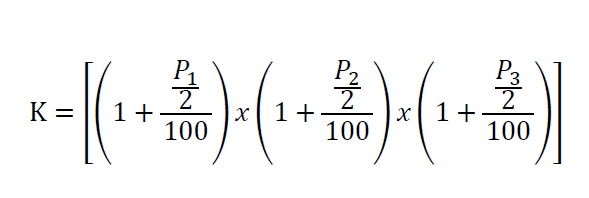 K = [(1 + (P₁/2)/100) x (1 + (P₂/2)/100) x (1 + (P₃/2)/100)]